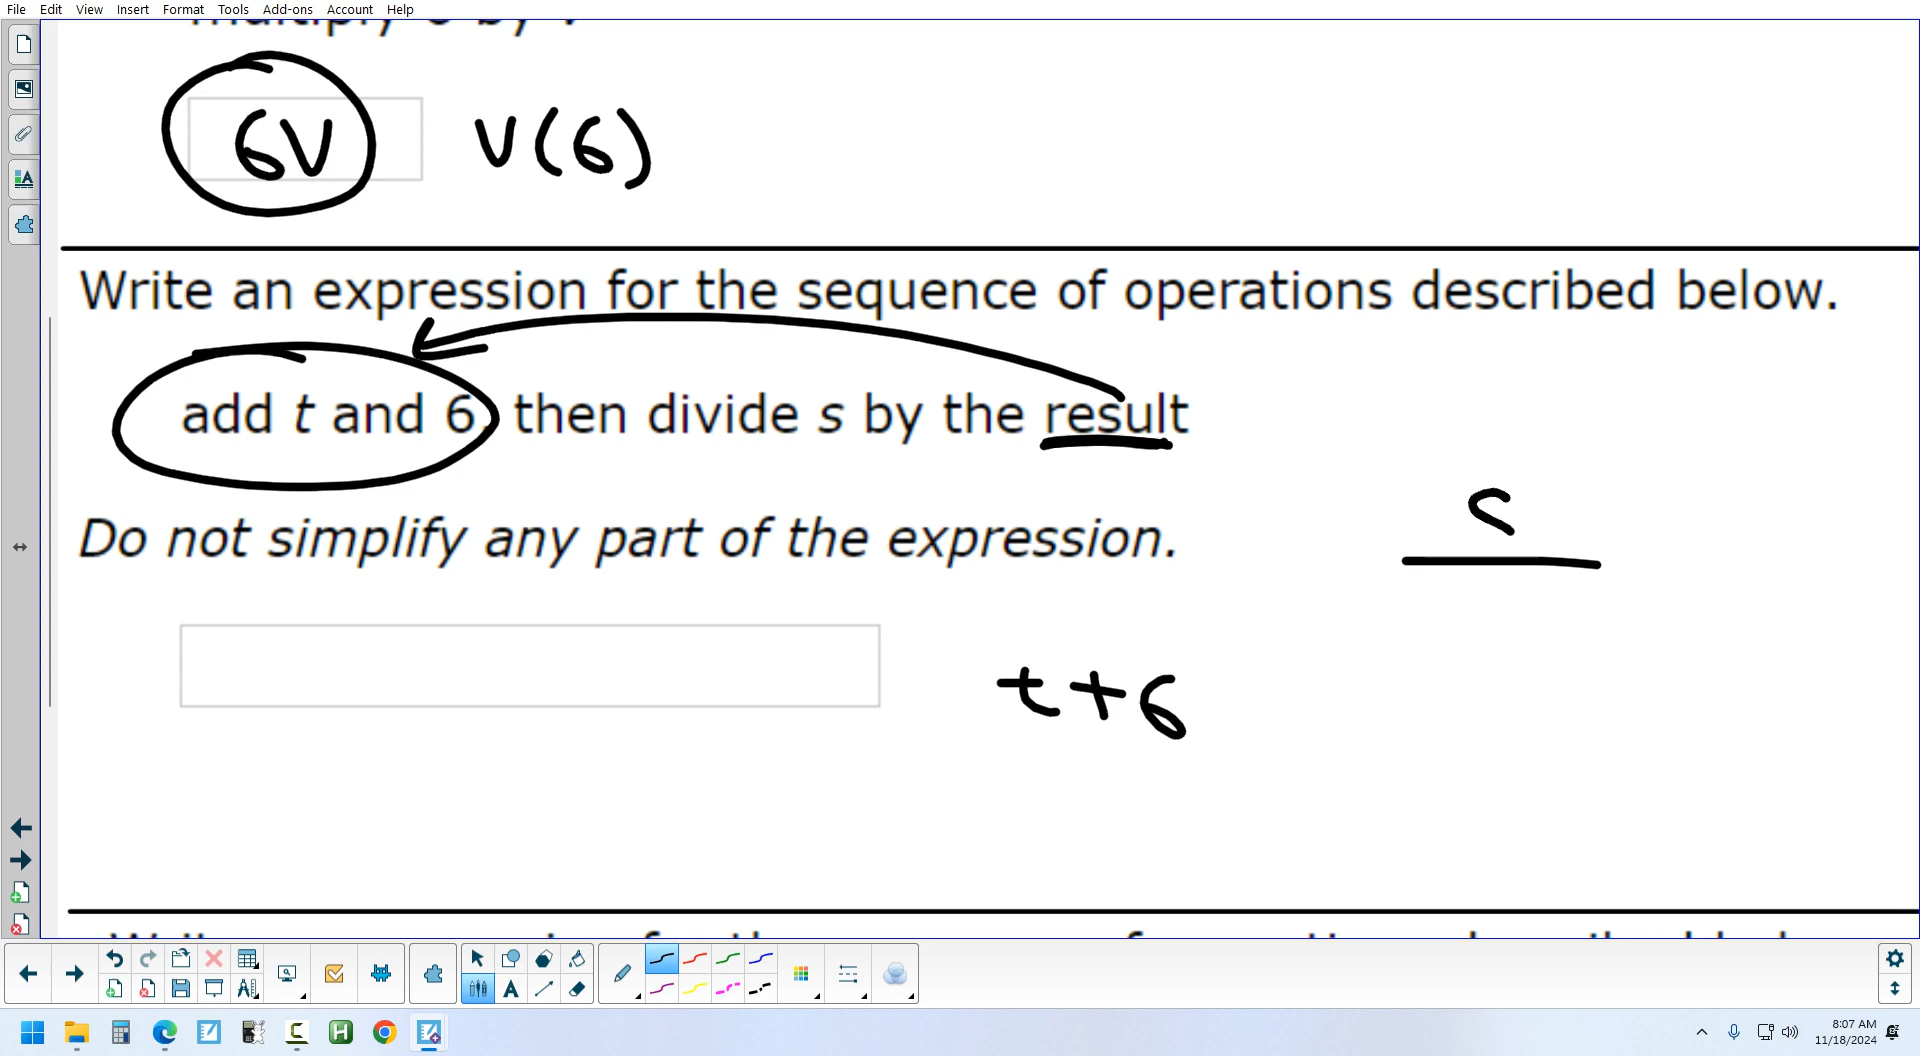 File Edit View Insert Format Tools Add-ons Account Help
6V V(6)
Write an expression for the sequence of operations described below.
add t and 6, then divide s by the result
Do not simplify any part of the expression.
S
t+6
8:07 AM
11/18/2024